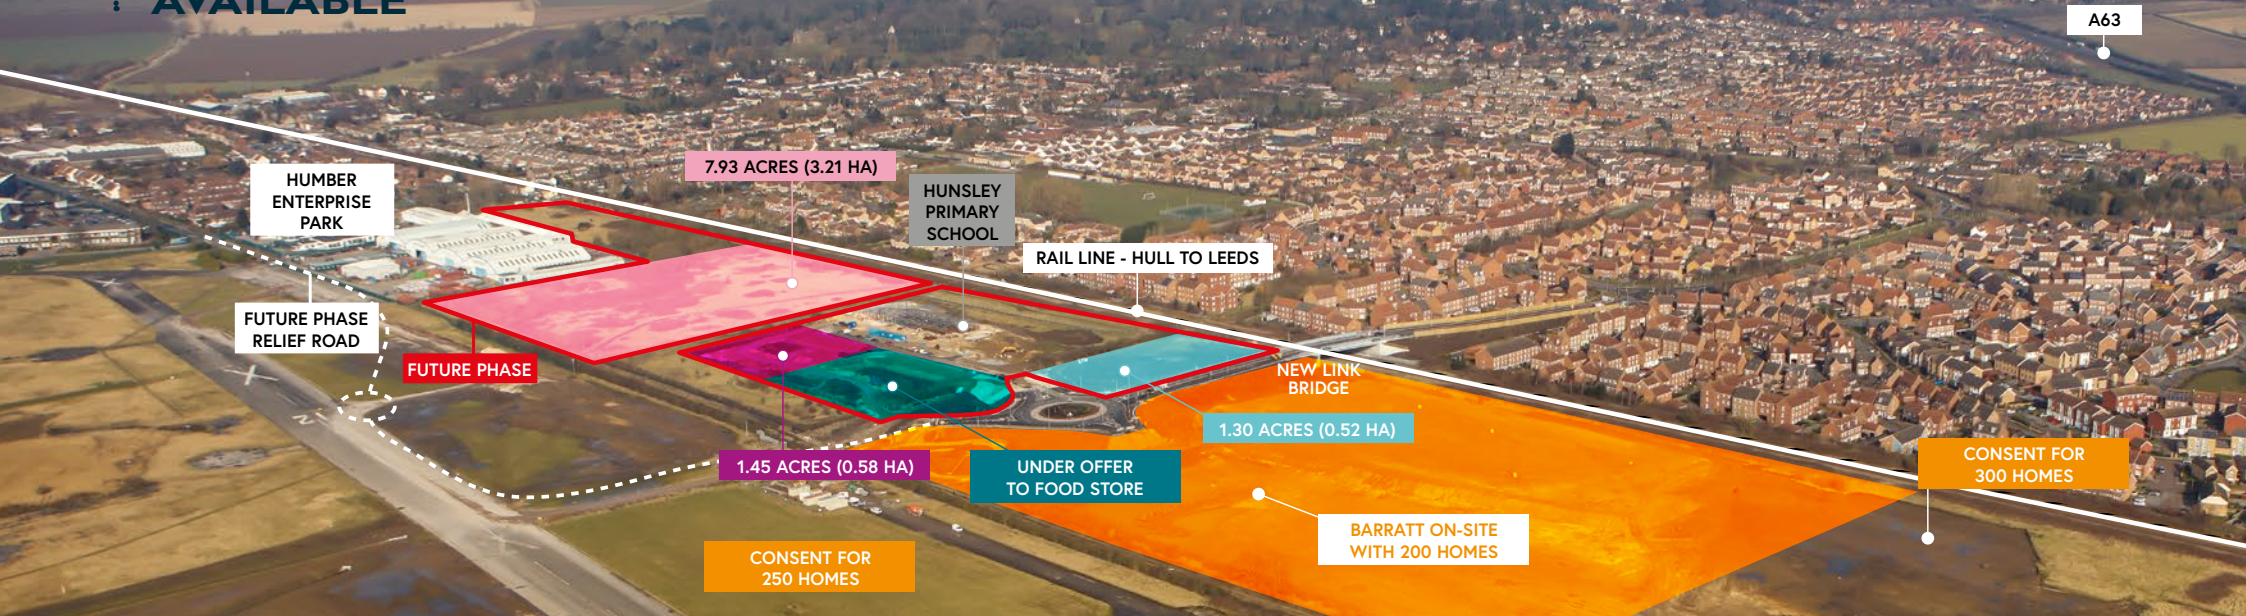 AVAILABLE
A63
7.93 ACRES (3.21 HA)
HUMBER
ENTERPRISE
PARK
HUNSLEY
PRIMARY
SCHOOL
RAIL LINE - HULL TO LEEDS
FUTURE PHASE
RELIEF ROAD
FUTURE PHASE
NEW LINK
BRIDGE
1.30 ACRES (0.52 HA)
1.45 ACRES (0.58 HA)
UNDER OFFER
TO FOOD STORE
CONSENT FOR
300 HOMES
BARRATT ON-SITE
WITH 200 HOMES
CONSENT FOR
250 HOMES